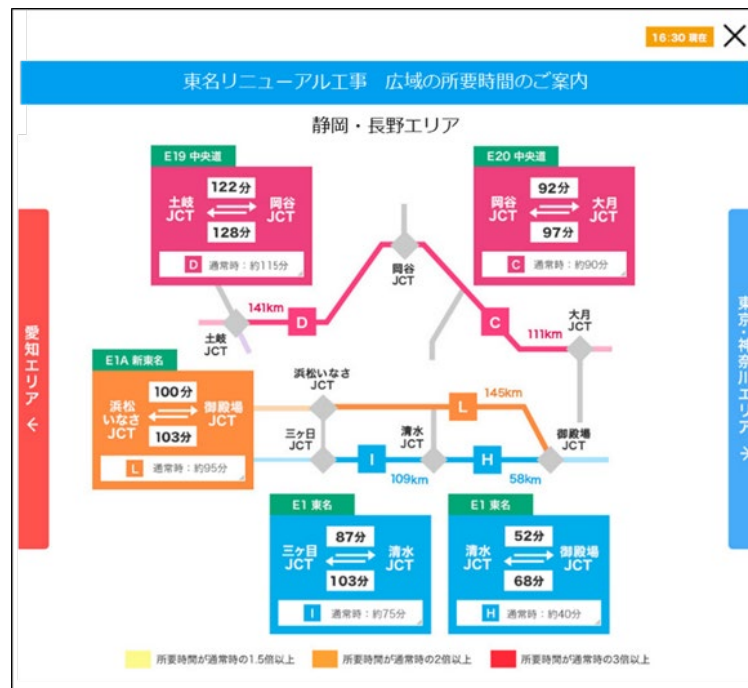 16:30 現在
東名リニューアル工事 広域の所要時間のご案内
静岡・長野エリア
E19 中央道
土岐
JCT
122分
128分
岡谷
JCT
D 通常時：約115分
E20 中央道
岡谷
JCT
92分
97分
大月
JCT
C 通常時：約90分
岡谷
JCT
141km
D
土岐
JCT
C
111km
大月
JCT
愛知エリア
東京・神奈川エリア
E1A 新東名
浜松
いなさ
JCT
100分
103分
御殿場
JCT
L 通常時：約95分
浜松いなさ
JCT
L
145km
三ヶ日
JCT
I
109km
清水
JCT
H
58km
御殿場
JCT
E1 東名
三ヶ日
JCT
87分
103分
清水
JCT
I 通常時：約75分
E1 東名
清水
JCT
52分
68分
御殿場
JCT
H 通常時：約40分
所要時間が通常時の1.5倍以上
所要時間が通常時の2倍以上
所要時間が通常時の3倍以上